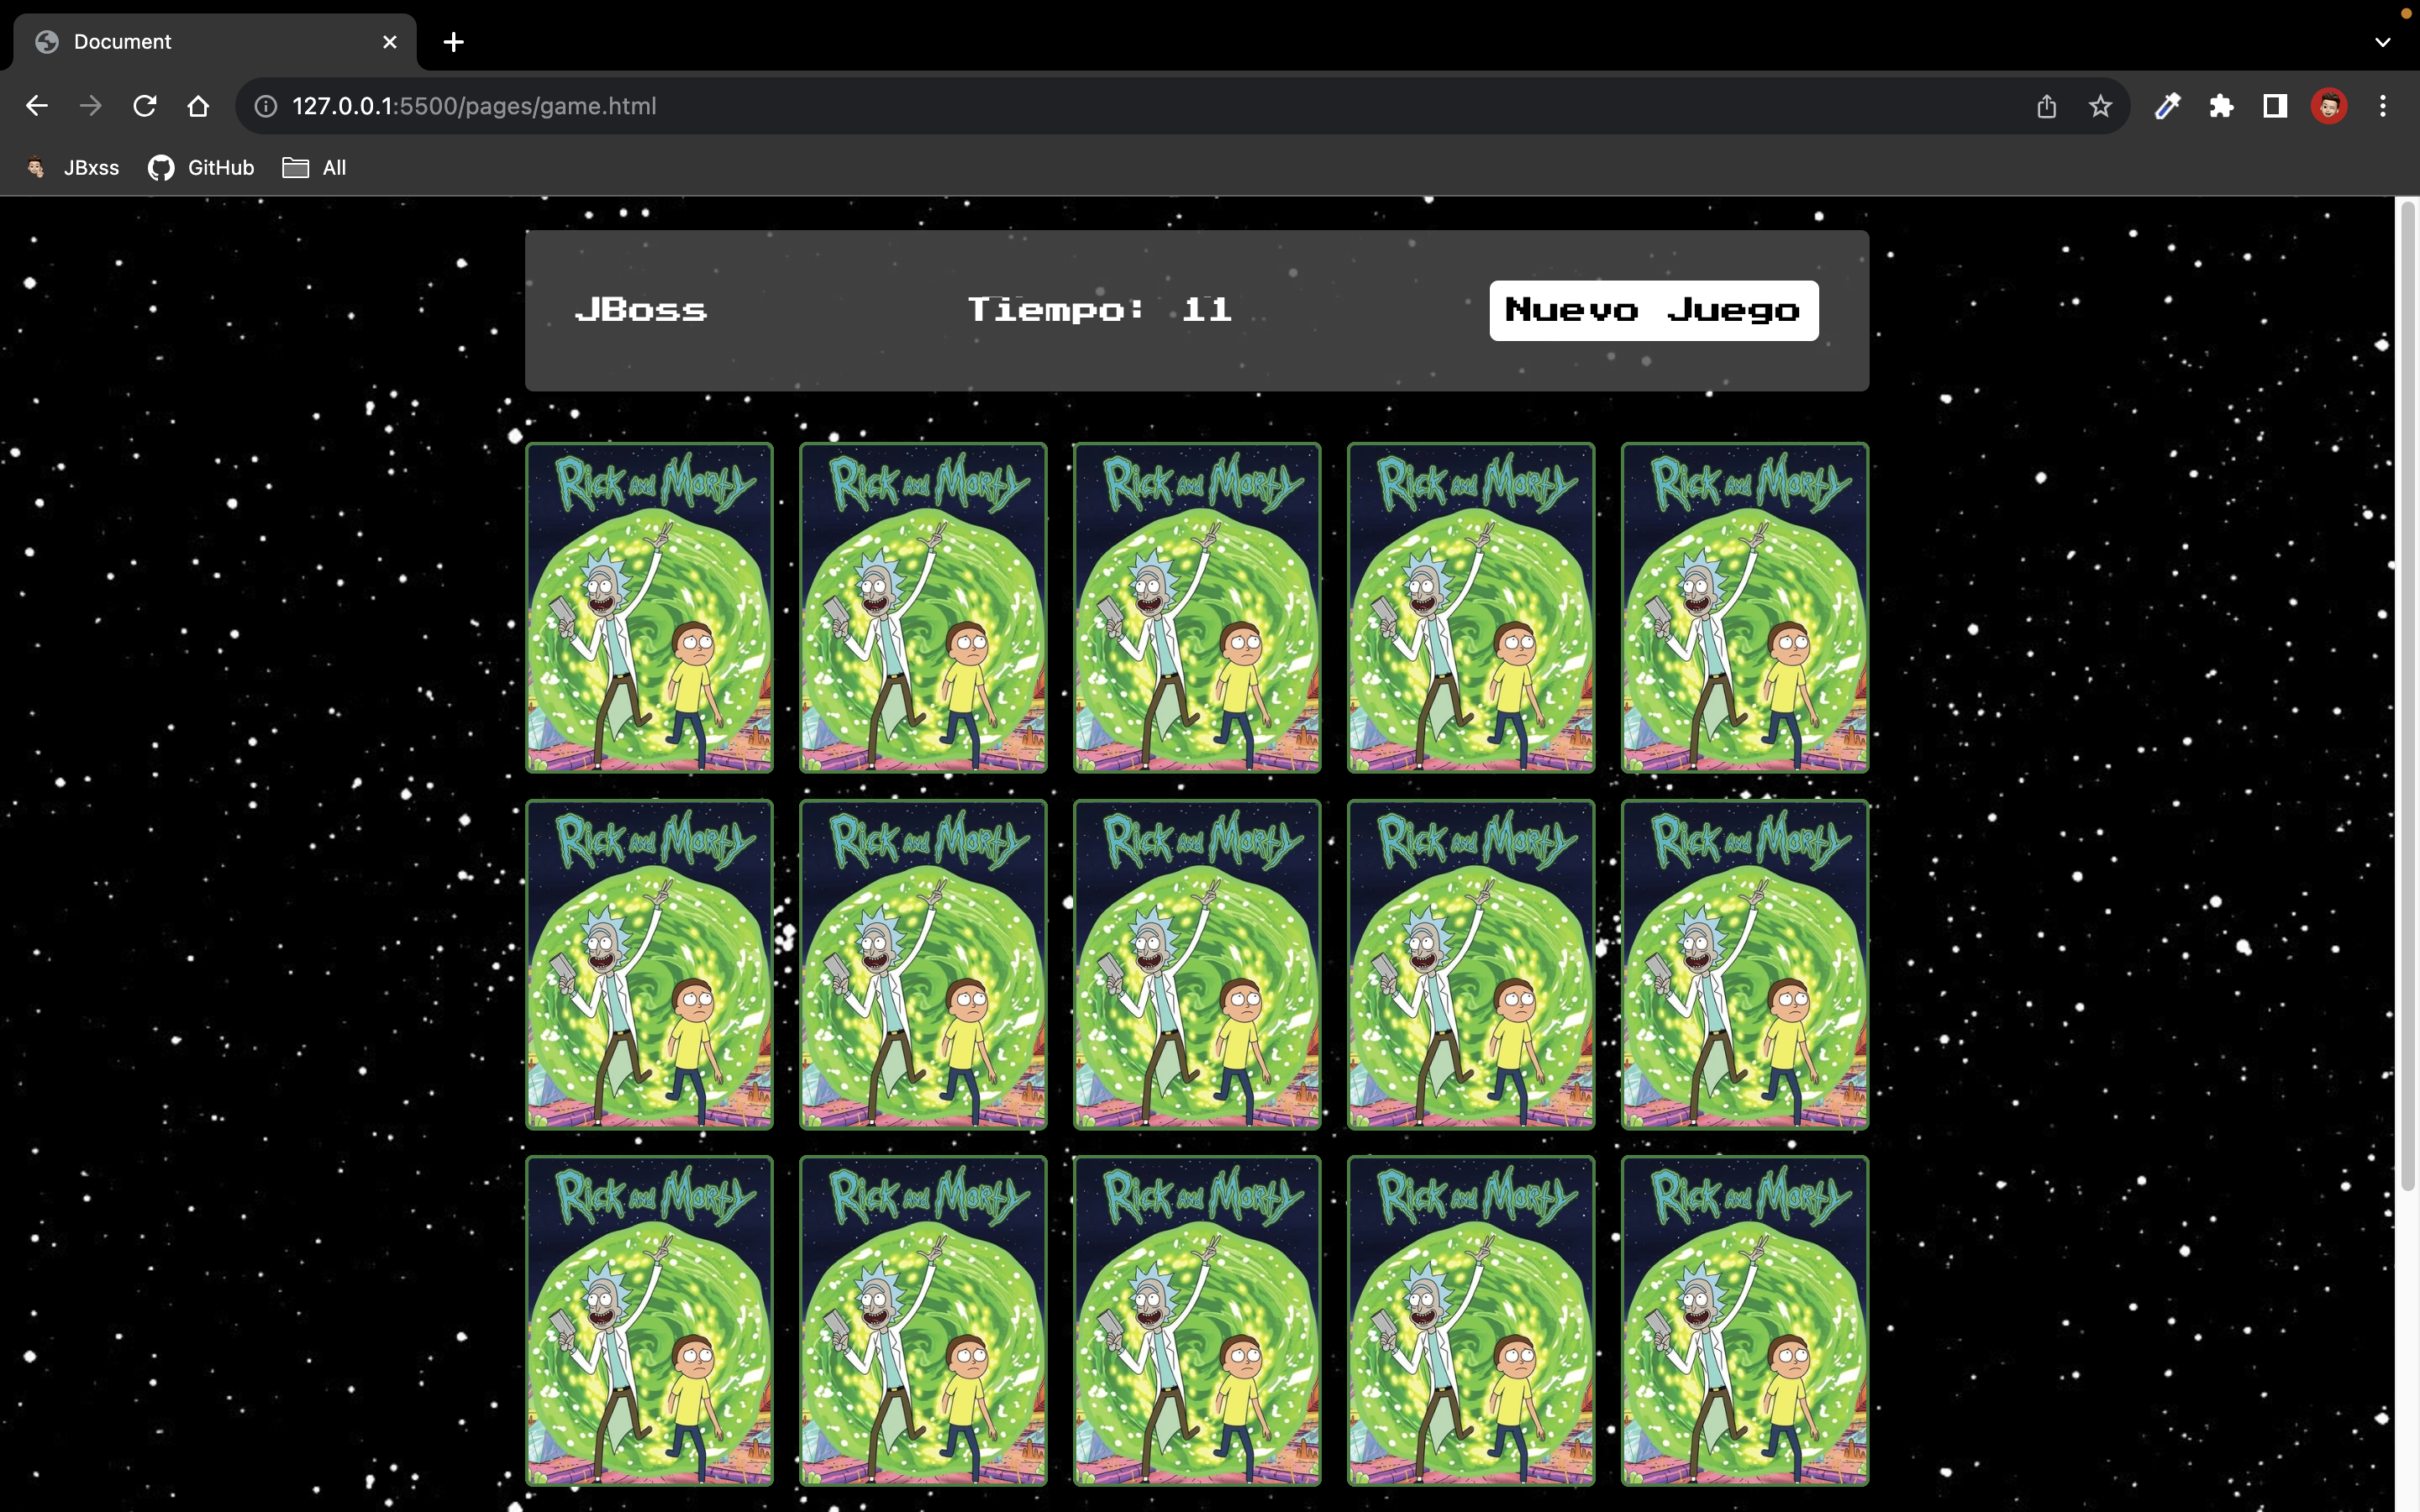 Document
127.0.0.1:5500/pages/game.html
JBxss GitHub All
JBoss Tiempo: 11 Nuevo Juego
Rick and Morty Rick and Morty Rick and Morty Rick and Morty Rick and Morty
Rick and Morty Rick and Morty Rick and Morty Rick and Morty Rick and Morty
Rick and Morty Rick and Morty Rick and Morty Rick and Morty Rick and Morty